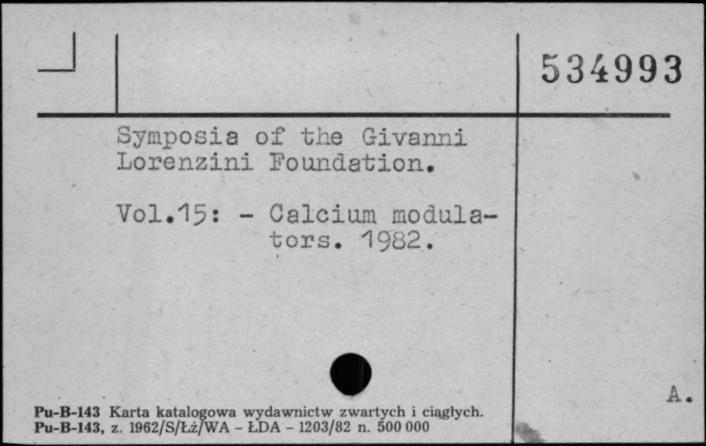 534993
Symposia of the Givanni
Lorenzini Foundation.
Vol.15: - Calcium modula-
tors. 1982.
A.
Pu-B-143 Karta katalogowa wydawnictw zwartych i ciągłych.
Pu-B-143, z. 1962/S/Łż/WA - ŁDA - 1203/82 n. 500 000